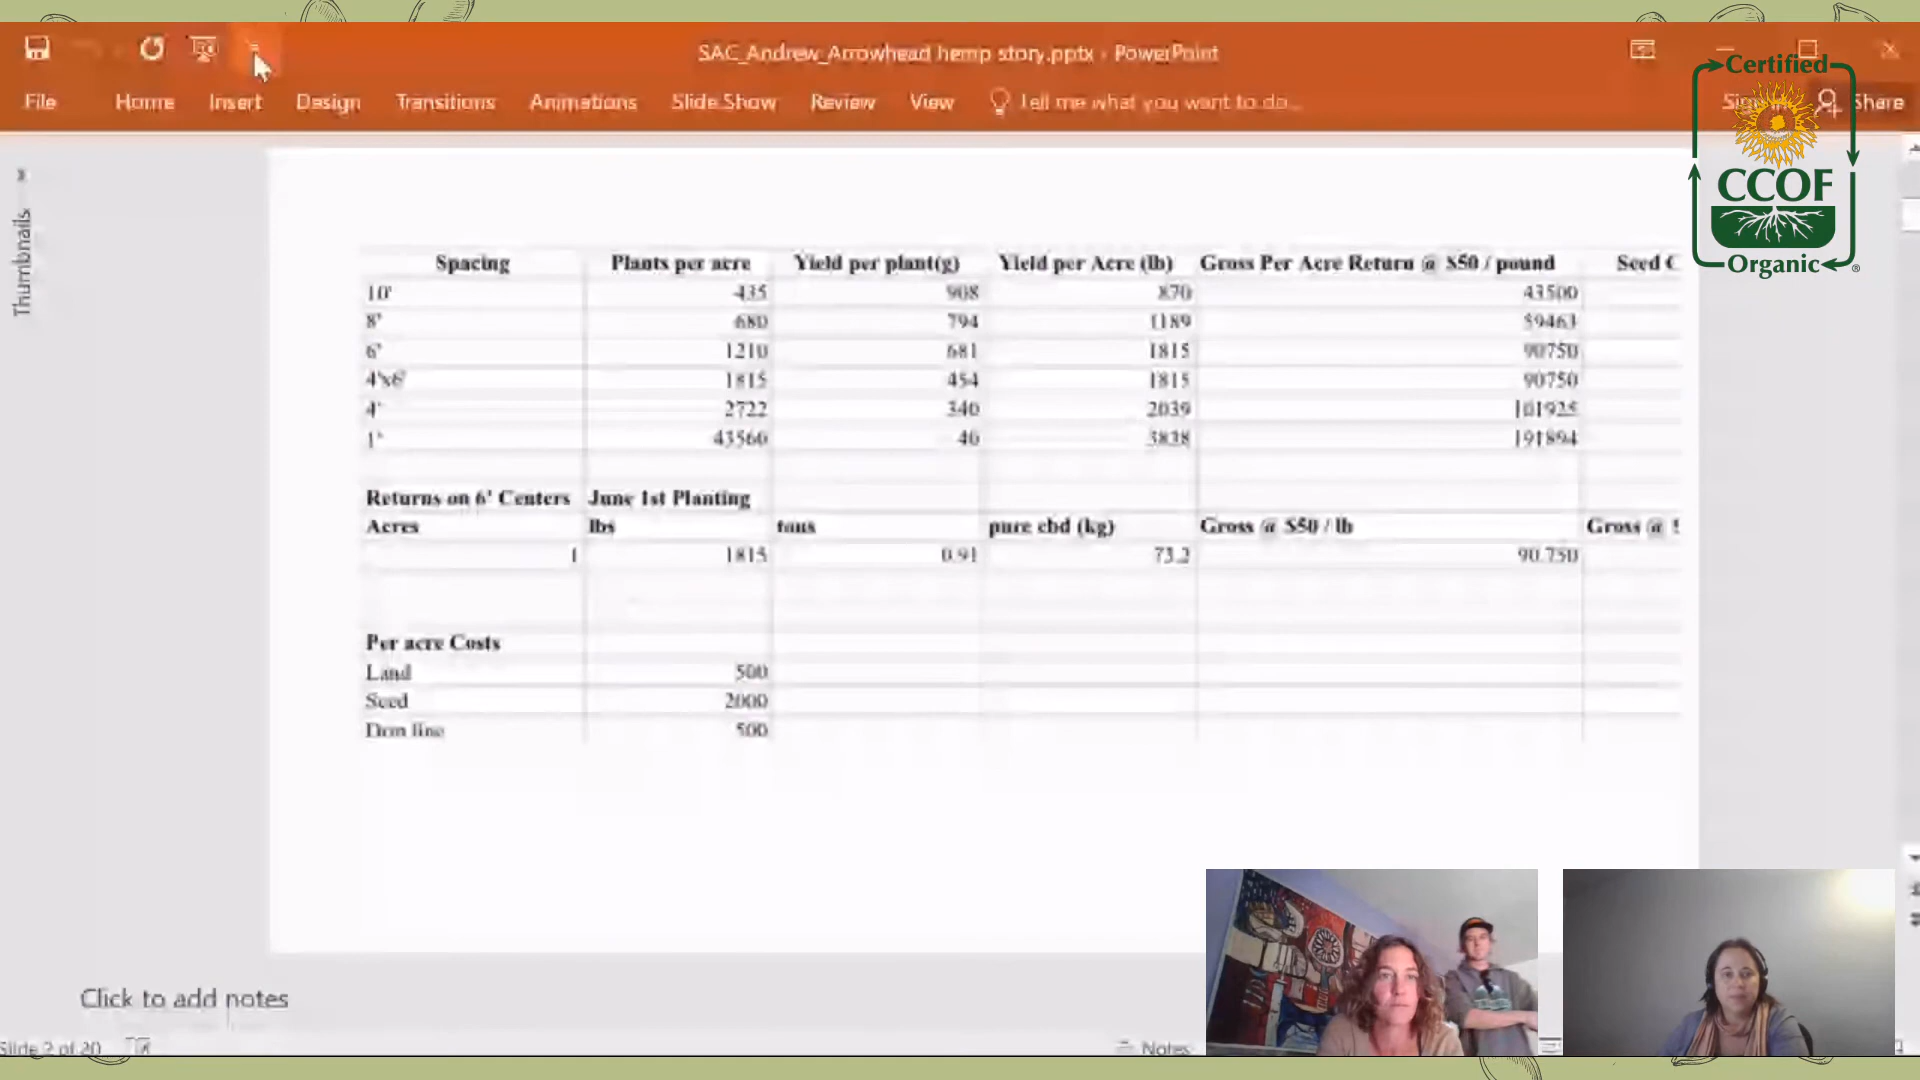 SAC_Andrew_Arrowhead hemp story.pptx - PowerPoint
File Home Insert Design Transitions Animations Slide Show Review View Tell me what you want to do... Share
Certified
CCOF
Organic
®
Thumbnails
Spacing Plants per acre Yield per plant(g) Yield per Acre (lb) Gross Per Acre Return @ $50 / pound Seed C
10' 435 908 870 43500
8' 680 794 1189 59463
6' 1210 681 1815 90750
4'x6' 1815 454 1815 90750
4' 2722 340 2039 101925
1' 43560 40 3838 191894
Returns on 6' Centers June 1st Planting
Acres lbs tons pure cbd (kg) Gross @ $50 / lb Gross @
1 1815 0.91 73.2 90,750
Per acre Costs
Land 500
Seed 2000
line 500
Click to add notes
Slide 2 of 20
Notes